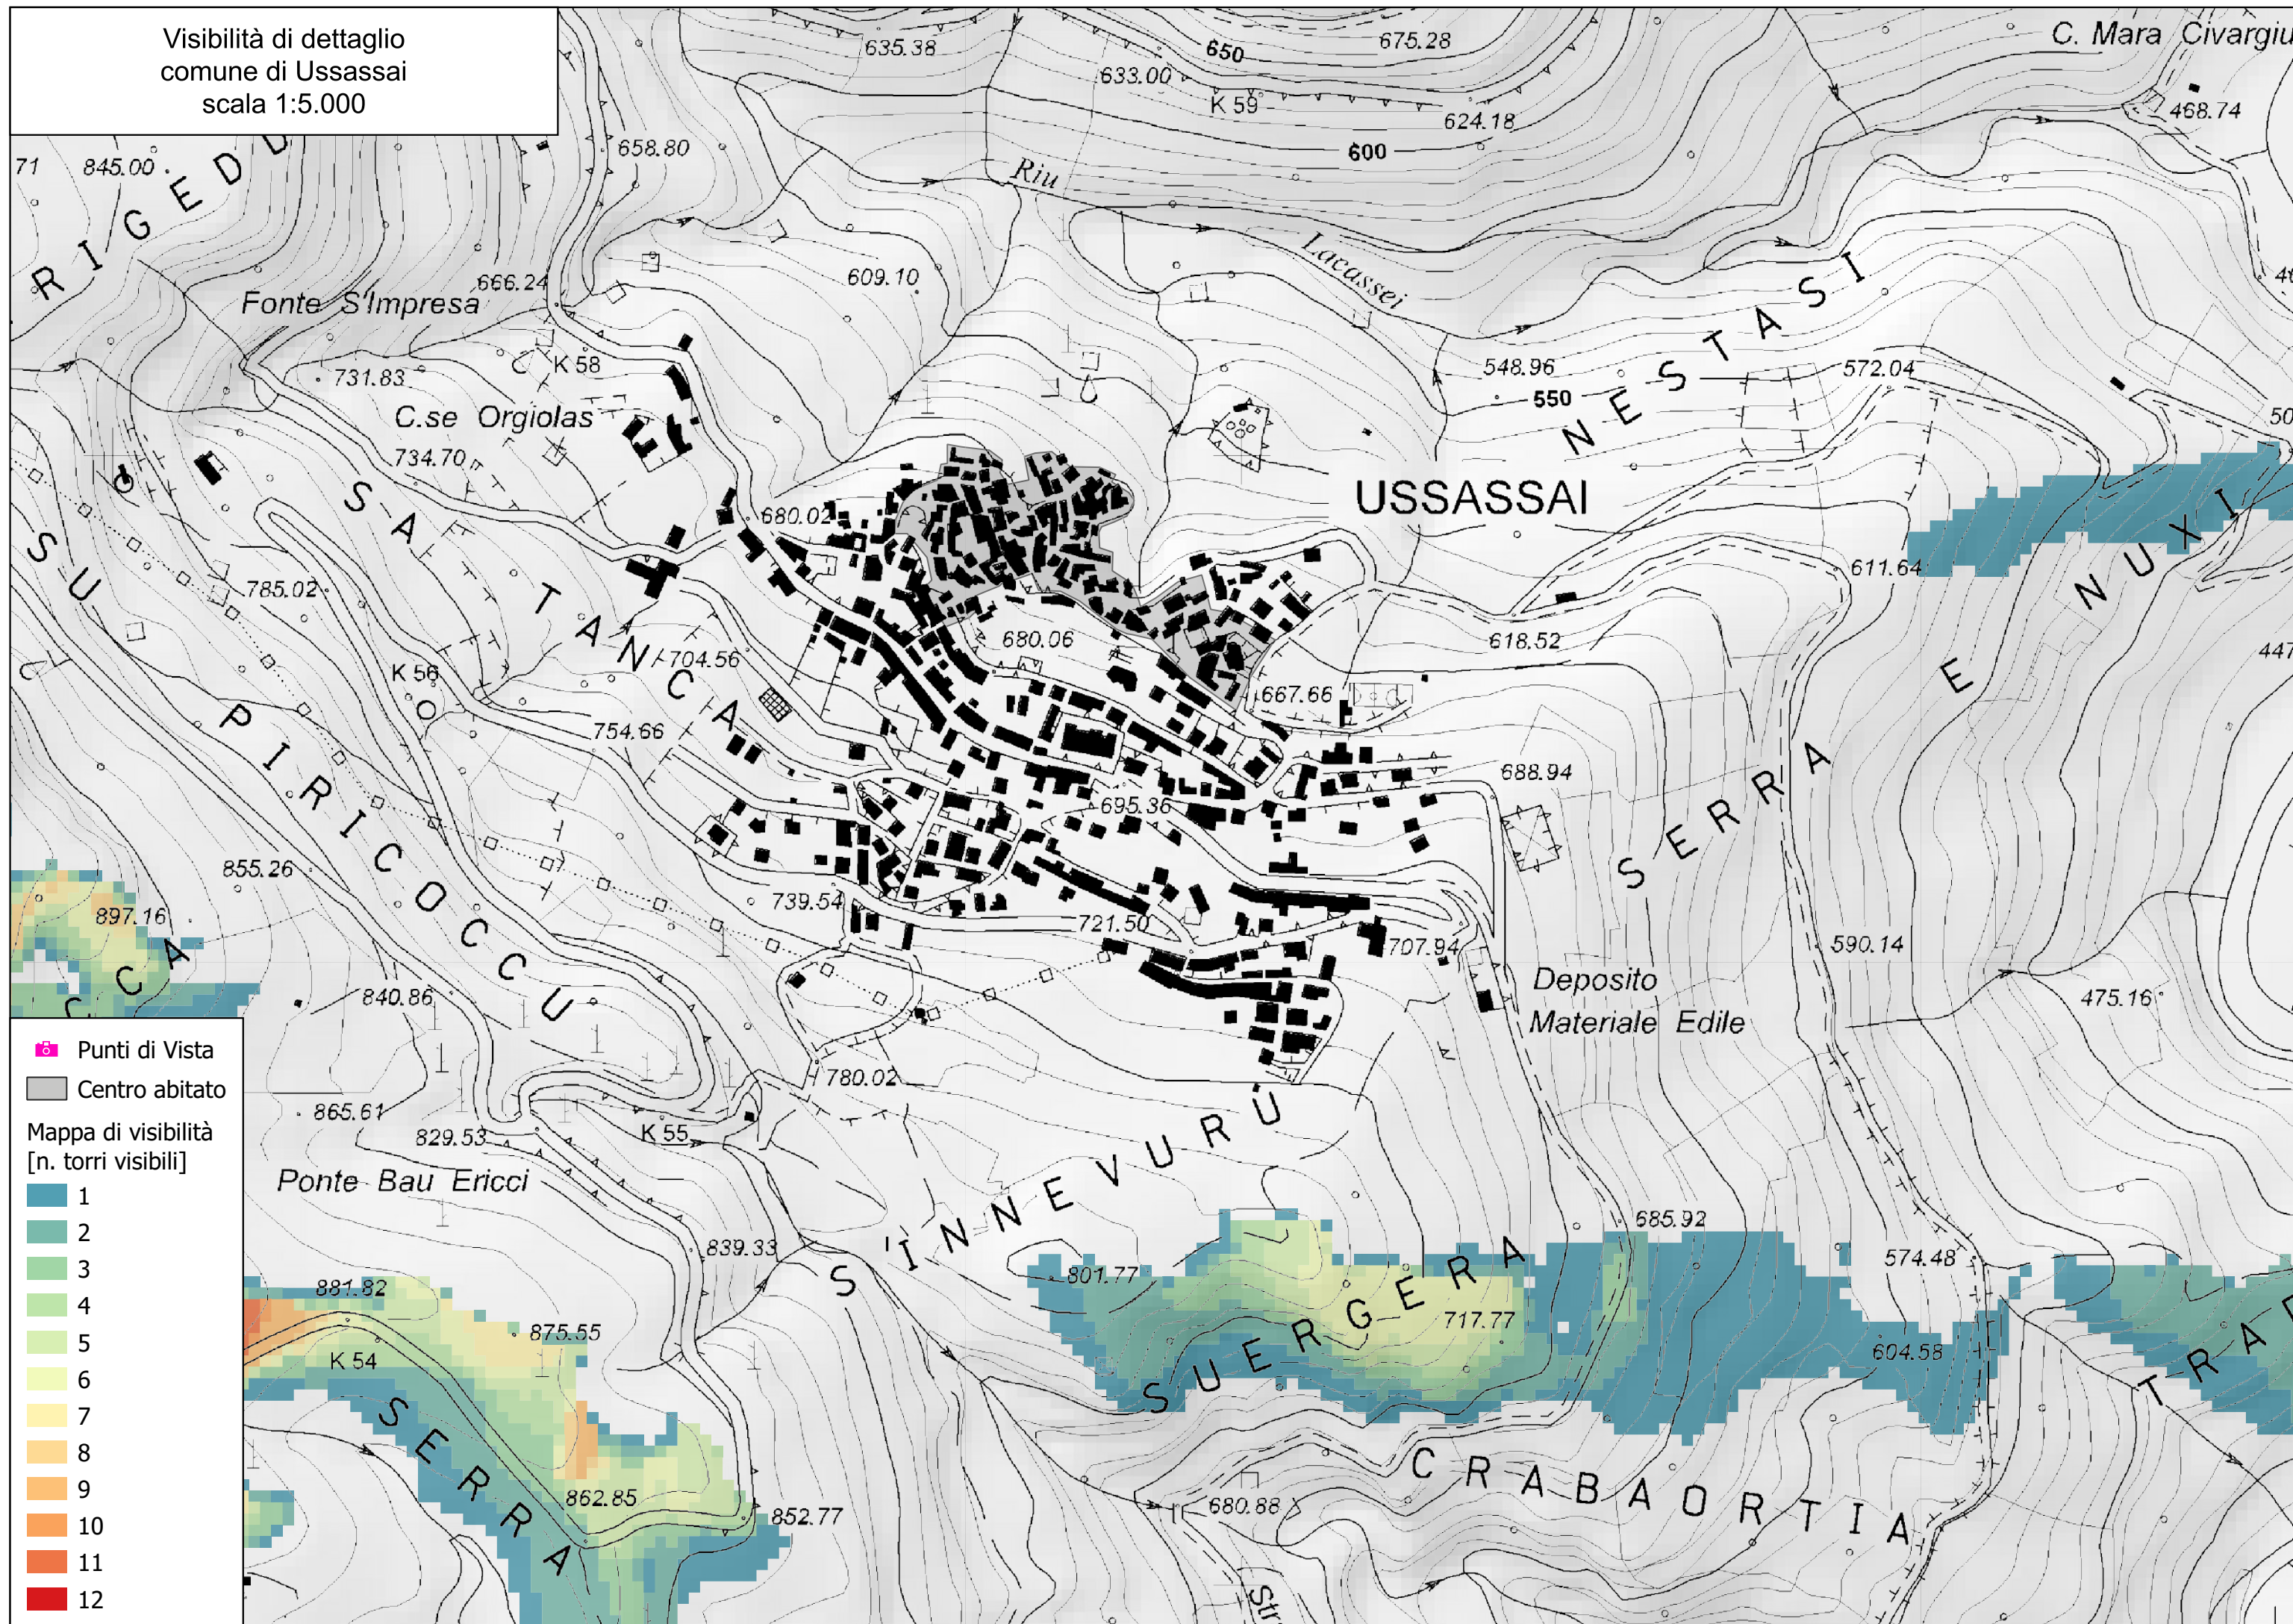 Visibilità di dettaglio
comune di Ussassai
scala 1:5.000
635.38
650
675.28
C. Mara Civargiu
633.00
K 59
624.18
468.74
658.80
600
71
845.00
RIGEDD
Riu
Lacassei
666.24
609.10
Fonte S'Impresa
NESTASI
731.83
K 58
548.96
572.04
550
C.se Orgiolas
734.70
50
SA TANCA
680.02
USSASSAI
611.64
785.02
SU PIRICOCCU
680.06
618.52
704.56
447
K 56
667.66
SERRA E NUXI
754.66
688.94
695.36
855.26
897.16
739.54
721.50
707.94
590.14
CCA
840.86
Deposito
Materiale Edile
475.16
780.02
865.61
829.53
K 55
Ponte Bau Ericci
S'INNEVURU
685.92
839.33
574.48
801.77
881.82
SUERGERA
717.77
875.55
604.58
K 54
SERRA
CRABAORTIA
862.85
852.77
680.88
Punti di Vista
Centro abitato
Mappa di visibilità
[n. torri visibili]
1
2
3
4
5
6
7
8
9
10
11
12